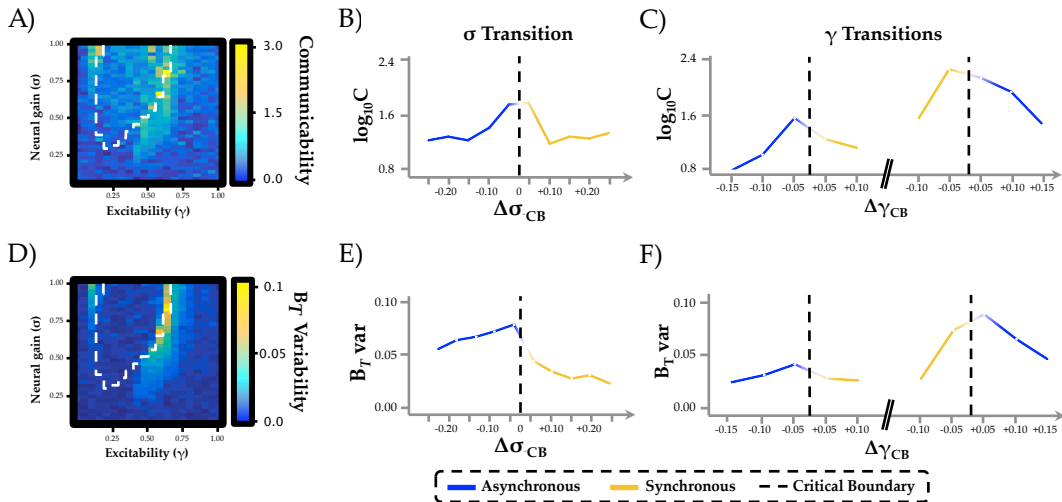 A)
Neural gain (σ)
1.00
0.75
0.50
0.25
0.25
0.50
0.75
1.00
Excitability (γ)
3.0
1.5
0.0
Communicability
B)
σ Transition
log10C
2.4
1.6
0.8
-0.20
-0.10
0
+0.10
+0.20
ΔσCB
C)
γ Transitions
log10C
2.4
1.6
0.8
-0.15
-0.10
-0.05
+0.05
+0.10
-0.10
-0.05
+0.05
+0.10
+0.15
ΔγCB
D)
Neural gain (σ)
1.00
0.75
0.50
0.25
0.25
0.50
0.75
1.00
Excitability (γ)
0.1
0.05
0.0
BT Variability
E)
BT var
0.10
0.05
0.00
-0.20
-0.10
0
+0.10
+0.20
ΔσCB
F)
BT var
0.10
0.05
0.00
-0.15
-0.10
-0.05
+0.05
+0.10
-0.10
-0.05
+0.05
+0.10
+0.15
ΔγCB
Asynchronous
Synchronous
Critical Boundary